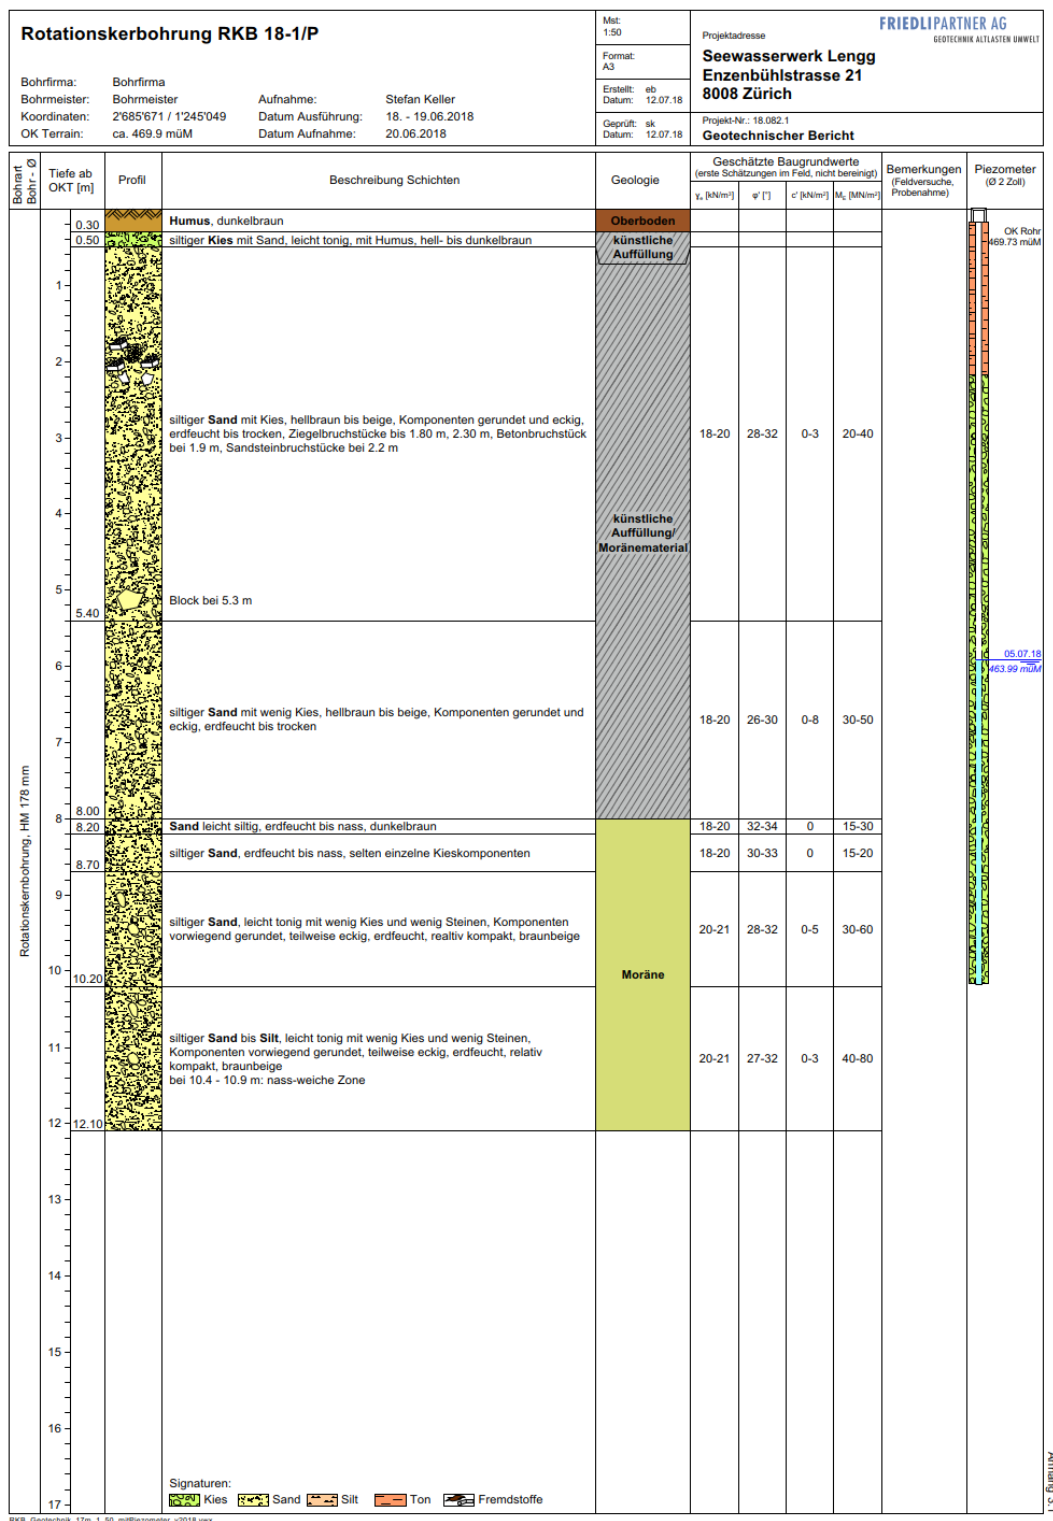 Rotationskerbohrung RKB 18-1/P
Bohrfirma: Bohrfirma
Bohrmeister: Bohrmeister Aufnahme: Stefan Keller
Koordinaten: 2'685'671 / 1'245'049 Datum Ausführung: 18. - 19.06.2018
OK Terrain: ca. 469.9 müM Datum Aufnahme: 20.06.2018
Mst:
1:50
Format:
A3
Erstellt: eb
Datum: 12.07.18
Geprüft: sk
Datum: 12.07.18
FRIEDLIPARTNER AG
GEOTECHNIK ALTLASTEN UMWELT
Projektadresse
Seewasserwerk Lengg
Enzenbühlstrasse 21
8008 Zürich
Projekt-Nr.: 18.082.1
Geotechnischer Bericht
Bohrart
Bohr - Ø
Tiefe ab
OKT [m]
Profil
Beschreibung Schichten
Geologie
Geschätzte Baugrundwerte
(erste Schätzungen im Feld, nicht bereinigt)
γₑ [kN/m³] φ' [°] c' [kN/m²] Mₑ [MN/m²]
Bemerkungen
(Feldversuche,
Probenahme)
Piezometer
(Ø 2 Zoll)
0.30 Humus, dunkelbraun Oberboden
0.50 siltiger Kies mit Sand, leicht tonig, mit Humus, hell- bis dunkelbraun künstliche
Auffüllung
OK Rohr
469.73 müM
1
2
siltiger Sand mit Kies, hellbraun bis beige, Komponenten gerundet und eckig,
erdfeucht bis trocken, Ziegelbruchstücke bis 1.80 m, 2.30 m, Betonbruchstück
bei 1.9 m, Sandsteinbruchstücke bei 2.2 m
3 18-20 28-32 0-3 20-40
4
künstliche
Auffüllung/
Moränematerial
5
Block bei 5.3 m
5.40
6
05.07.18
463.99 müM
siltiger Sand mit wenig Kies, hellbraun bis beige, Komponenten gerundet und
eckig, erdfeucht bis trocken
18-20 26-30 0-8 30-50
7
8.00
8
8.20 Sand leicht siltig, erdfeucht bis nass, dunkelbraun 18-20 32-34 0 15-30
siltiger Sand, erdfeucht bis nass, selten einzelne Kieskomponenten 18-20 30-33 0 15-20
8.70
9
siltiger Sand, leicht tonig mit wenig Kies und wenig Steinen, Komponenten
vorwiegend gerundet, teilweise eckig, erdfeucht, realtiv kompakt, braunbeige
20-21 28-32 0-5 30-60
10
10.20
Moräne
11
siltiger Sand bis Silt, leicht tonig mit wenig Kies und wenig Steinen,
Komponenten vorwiegend gerundet, teilweise eckig, erdfeucht, relativ
kompakt, braunbeige
bei 10.4 - 10.9 m: nass-weiche Zone
20-21 27-32 0-3 40-80
12
12.10
13
14
15
16
17
Rotationskernbohrung, HM 178 mm
Signaturen:
Kies Sand Silt Ton Fremdstoffe